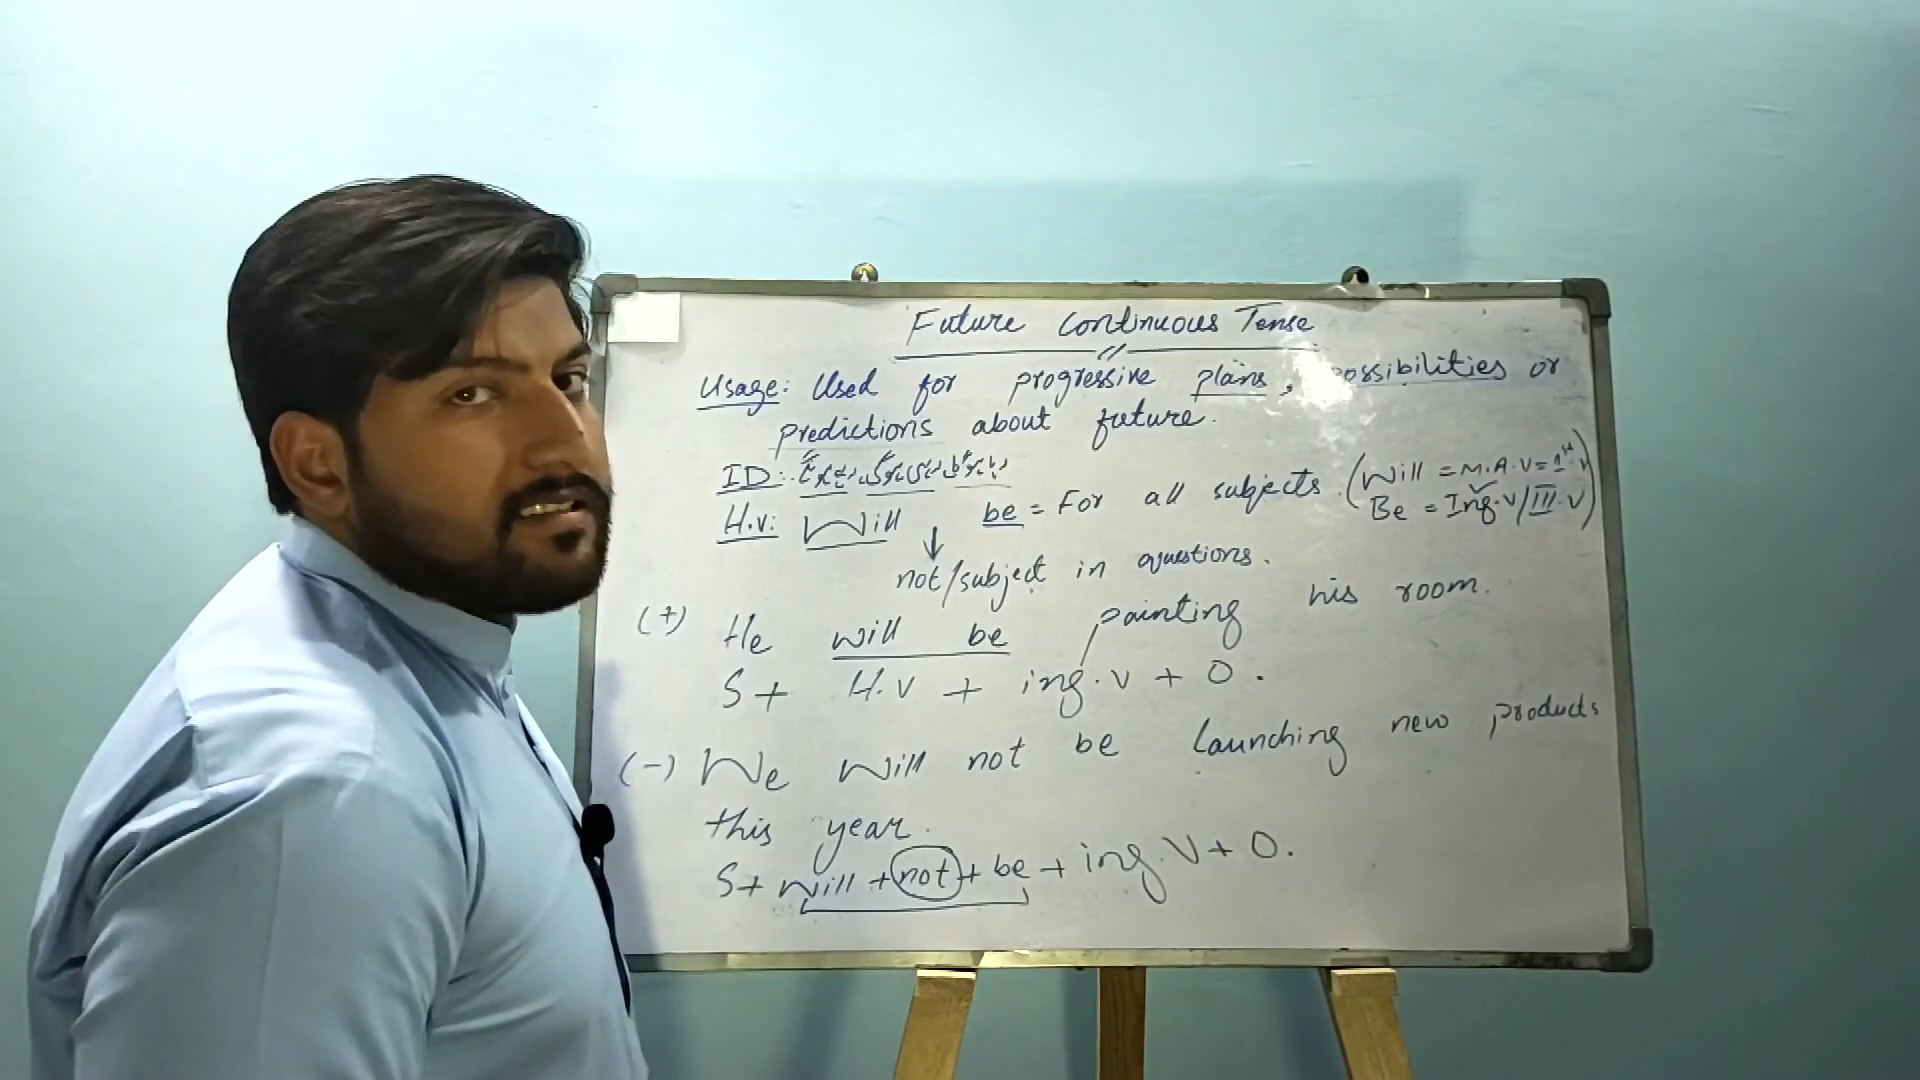 Future Continuous Tense
Usage: Used for progressive plans, possibilities or
predictions about future.
ID:
H.V: Will be = For all subjects. (Will = M.A.V = 1st V
Be = Ing.V/III.V)
not/subject in questions.
(+) He will be painting his room.
S+ H.V + ing.V + O.
(-) We will not be launching new products
this year.
S+ will + not + be + ing.V + O.